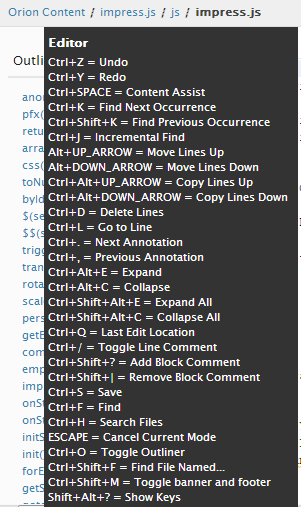 Orion Content / impress.js / js / impress.js
Outli
Editor
Ctrl+Z = Undo
Ctrl+Y = Redo
Ctrl+SPACE = Content Assist
Ctrl+K = Find Next Occurrence
Ctrl+Shift+K = Find Previous Occurrence
Ctrl+J = Incremental Find
Alt+UP_ARROW = Move Lines Up
Alt+DOWN_ARROW = Move Lines Down
Ctrl+Alt+UP_ARROW = Copy Lines Up
Ctrl+Alt+DOWN_ARROW = Copy Lines Down
Ctrl+D = Delete Lines
Ctrl+L = Go to Line
Ctrl+. = Next Annotation
Ctrl+, = Previous Annotation
Ctrl+Alt+E = Expand
Ctrl+Alt+C = Collapse
Ctrl+Shift+Alt+E = Expand All
Ctrl+Shift+Alt+C = Collapse All
Ctrl+Q = Last Edit Location
Ctrl+/ = Toggle Line Comment
Ctrl+Shift+? = Add Block Comment
Ctrl+Shift+| = Remove Block Comment
Ctrl+S = Save
Ctrl+F = Find
Ctrl+H = Search Files
ESCAPE = Cancel Current Mode
Ctrl+O = Toggle Outliner
Ctrl+Shift+F = Find File Named...
Ctrl+Shift+M = Toggle banner and footer
Shift+Alt+? = Show Keys
ano
pfx(
retu
arra
css(
toNu
byId
$(se
$$(s
trigg
tran
rota
scal
pers
getE
com
emp
imp
onSt
onSt
initS
init(
forE
getS